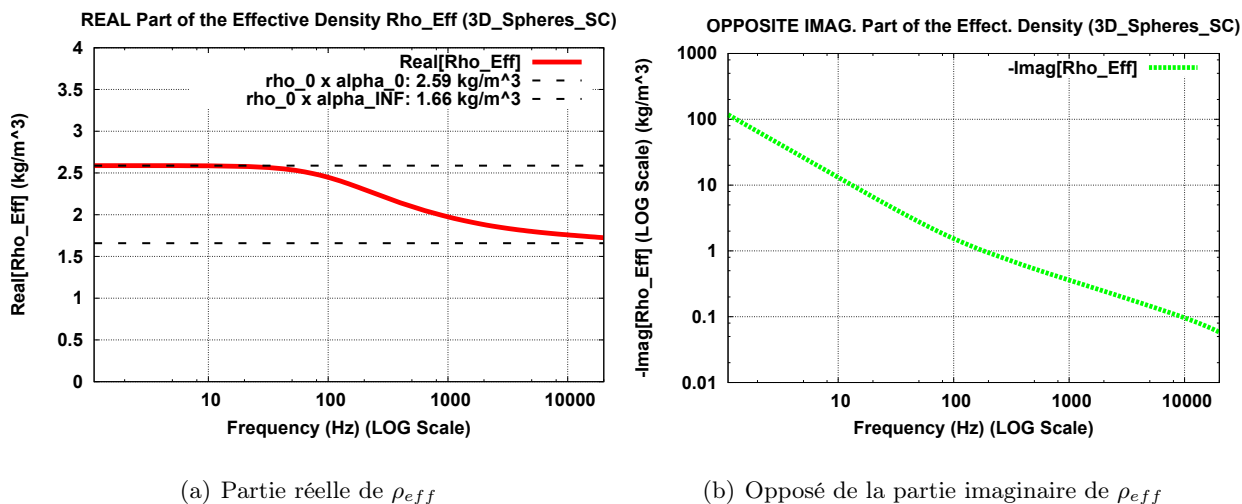 REAL Part of the Effective Density Rho_Eff (3D_Spheres_SC)
Real[Rho_Eff]
rho_0 x alpha_0: 2.59 kg/m^3
rho_0 x alpha_INF: 1.66 kg/m^3
Real[Rho_Eff] (kg/m^3)
4
3.5
3
2.5
2
1.5
1
0.5
0
10 100 1000 10000
Frequency (Hz) (LOG Scale)
(a) Partie réelle de ρeff
OPPOSITE IMAG. Part of the Effect. Density (3D_Spheres_SC)
-Imag[Rho_Eff]
-Imag[Rho_Eff] (LOG Scale) (kg/m^3)
1000
100
10
1
0.1
0.01
10 100 1000 10000
Frequency (Hz) (LOG Scale)
(b) Opposé de la partie imaginaire de ρeff